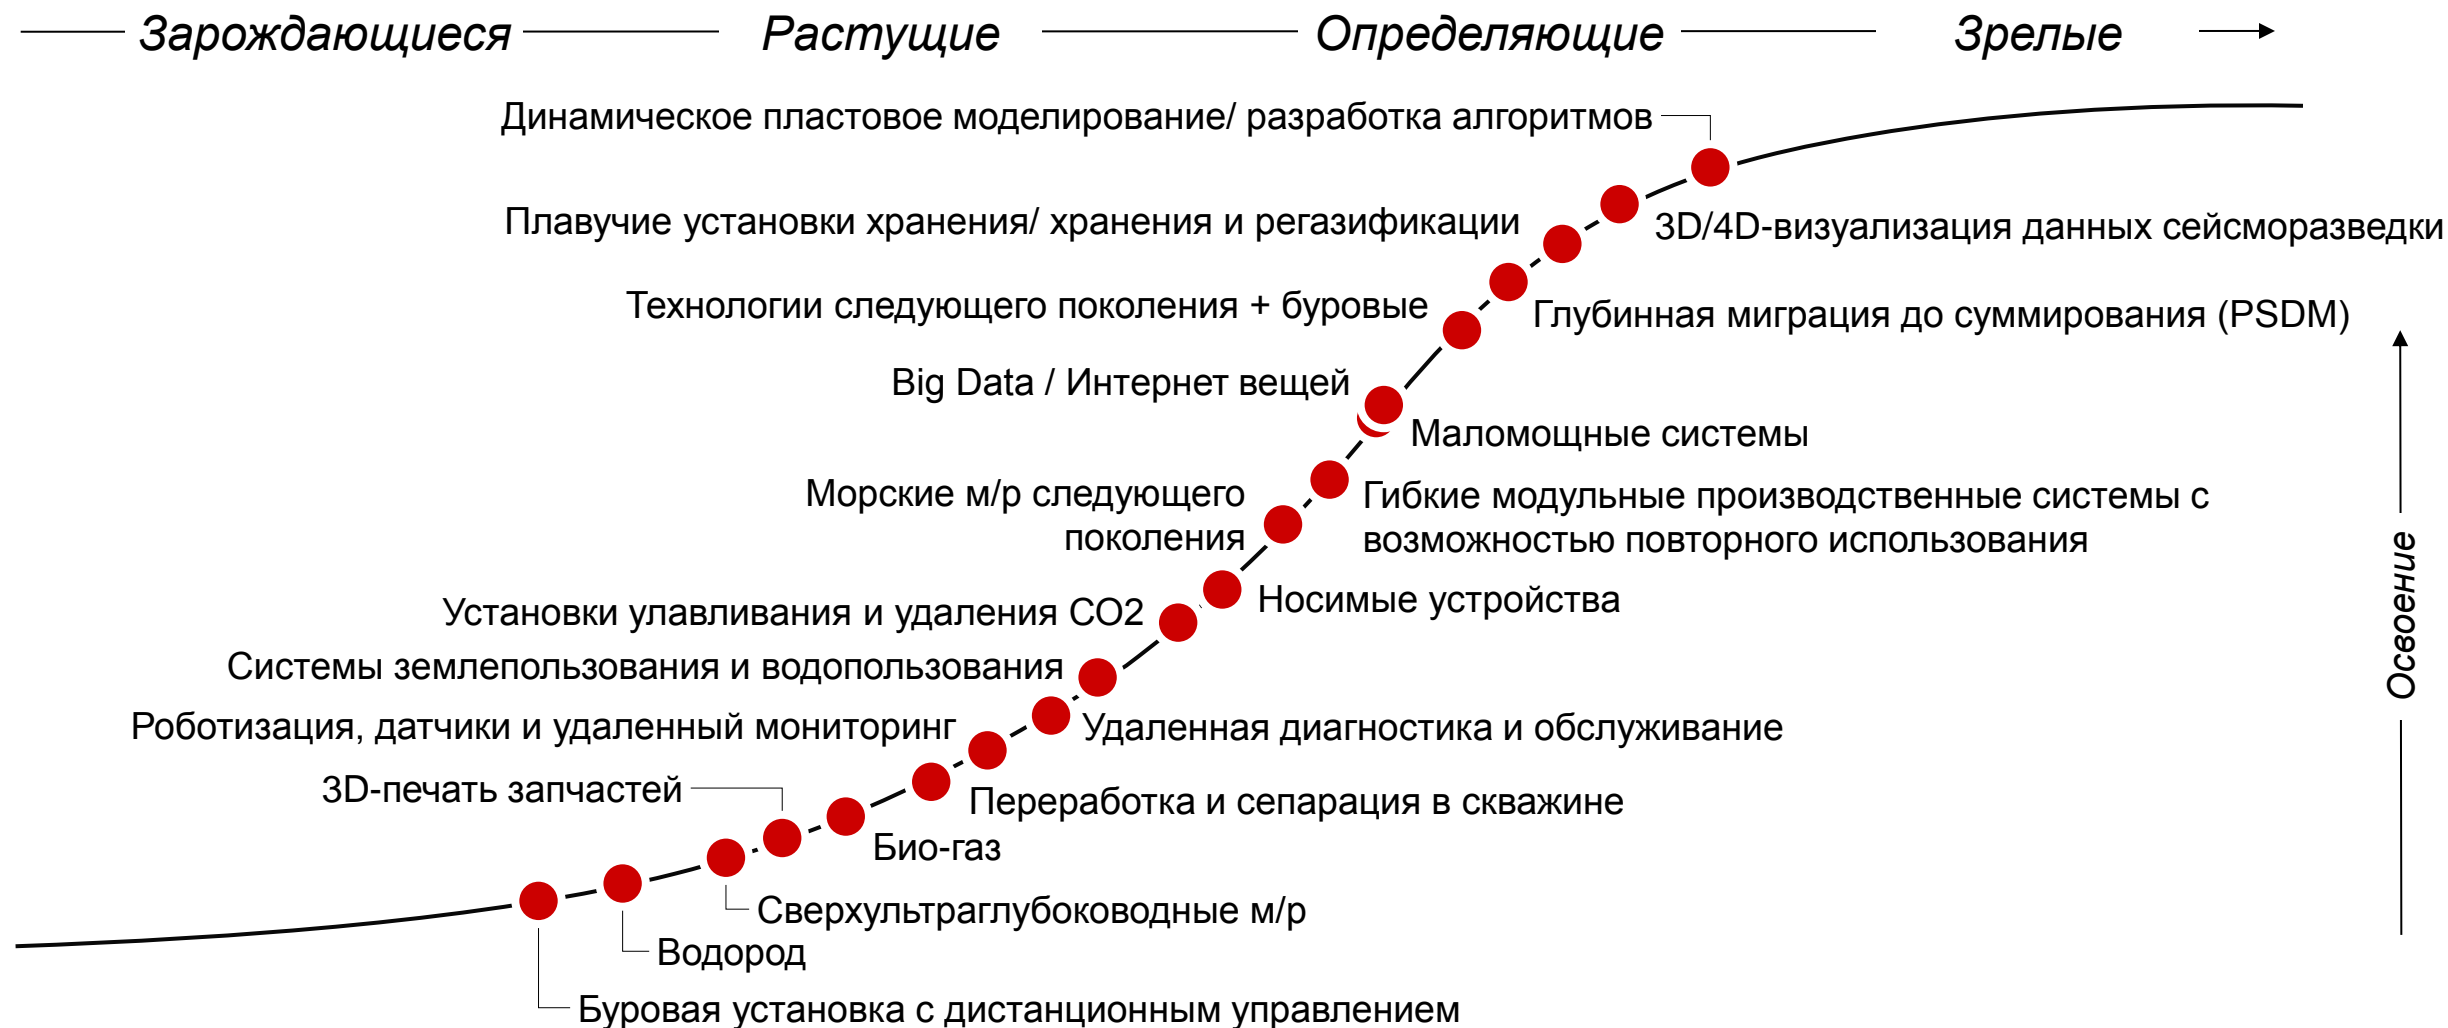 Зарождающиеся
Растущие
Определяющие
Зрелые
Динамическое пластовое моделирование/ разработка алгоритмов
Плавучие установки хранения/ хранения и регазификации
3D/4D-визуализация данных сейсморазведки
Технологии следующего поколения + буровые
Глубинная миграция до суммирования (PSDM)
Big Data / Интернет вещей
Маломощные системы
Морские м/р следующего
поколения
Гибкие модульные производственные системы с
возможностью повторного использования
Освоение
Установки улавливания и удаления CO2
Носимые устройства
Системы землепользования и водопользования
Роботизация, датчики и удаленный мониторинг
Удаленная диагностика и обслуживание
3D-печать запчастей
Переработка и сепарация в скважине
Био-газ
Сверхультраглубоководные м/р
Водород
Буровая установка с дистанционным управлением